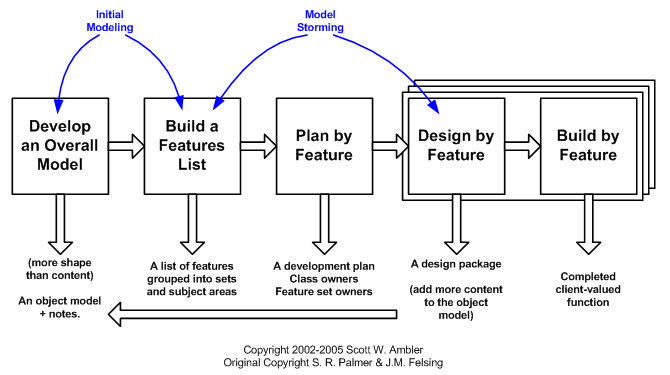 Initial
Modeling
Model
Storming
Develop
an Overall
Model
Build a
Features
List
Plan by
Feature
Design by
Feature
Build by
Feature
(more shape
than content)
An object model
+ notes.
A list of features
grouped into sets
and subject areas
A development plan
Class owners
Feature set owners
A design package
(add more content
to the object
model)
Completed
client-valued
function
Copyright 2002-2005 Scott W. Ambler
Original Copyright S. R. Palmer & J.M. Felsing